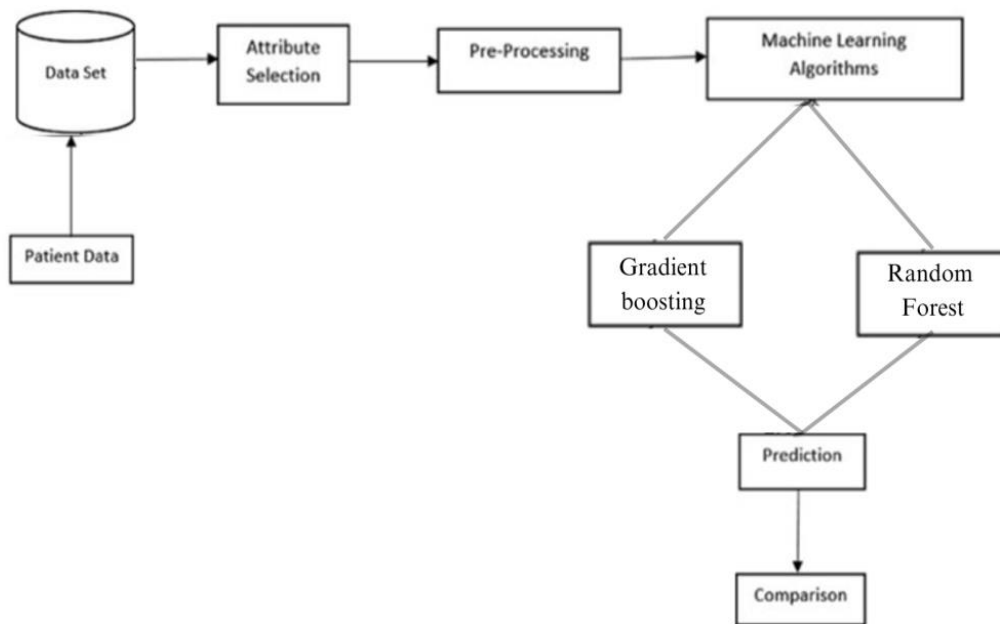 Data Set
Attribute
Selection
Pre-Processing
Machine Learning
Algorithms
Patient Data
Gradient
boosting
Random
Forest
Prediction
Comparison